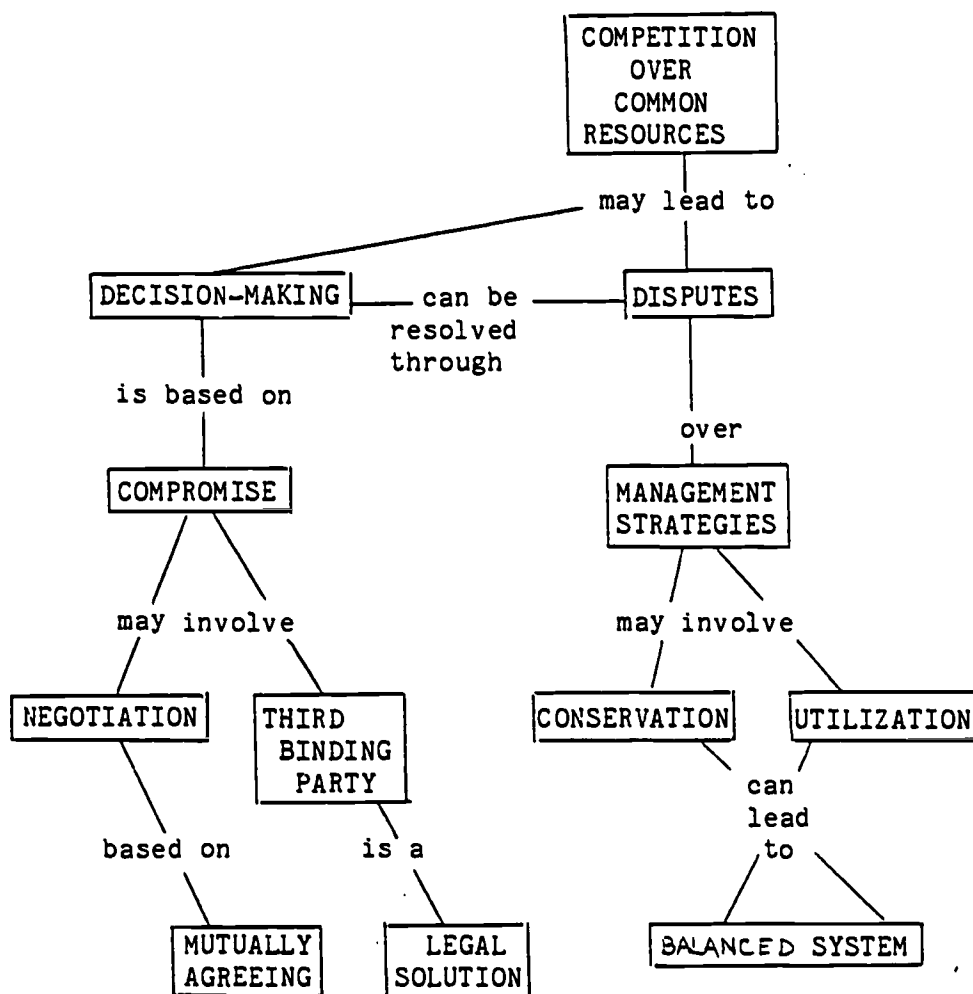 COMPETITION
OVER
COMMON
RESOURCES
may lead to
DECISION-MAKING
can be
resolved
through
DISPUTES
is based on
over
COMPROMISE
MANAGEMENT
STRATEGIES
may involve
may involve
NEGOTIATION
THIRD
BINDING
PARTY
CONSERVATION
UTILIZATION
can
lead
to
based on
is a
MUTUALLY
AGREEING
LEGAL
SOLUTION
BALANCED SYSTEM